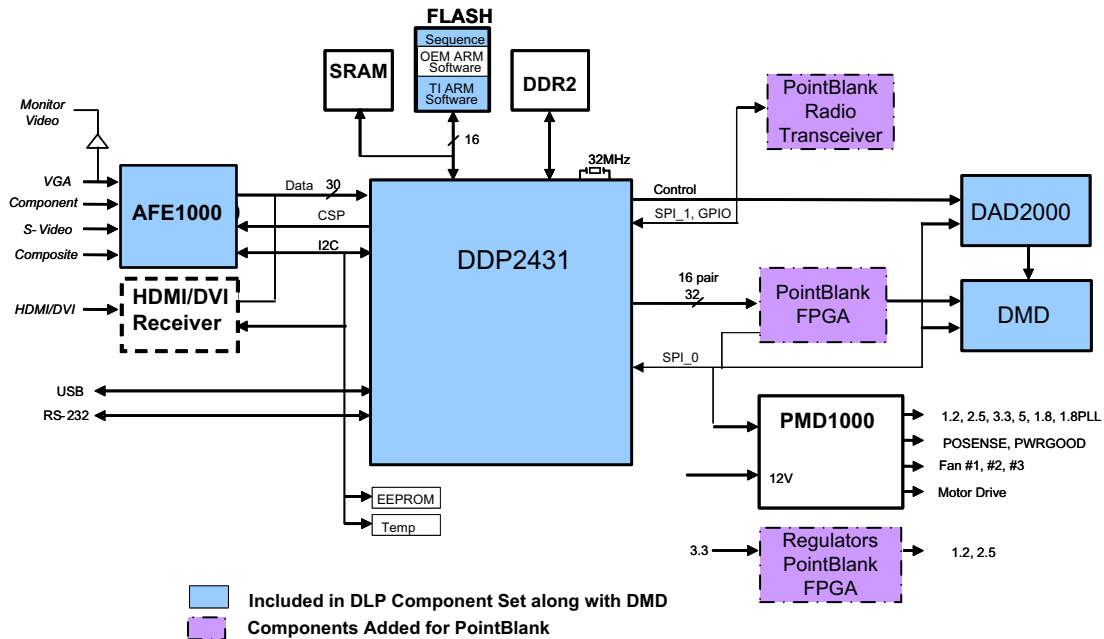 FLASH
Sequence
OEM ARM
Software
TI ARM
Software
SRAM
DDR2
PointBlank
Radio
Transceiver
Monitor
Video
16
32MHz
VGA
Component
S-Video
Composite
AFE1000
Data
30
CSP
I2C
HDMI/DVI
HDMI/DVI
Receiver
DDP2431
Control
SPI_1, GPIO
DAD2000
16 pair
32
PointBlank
FPGA
DMD
SPI_0
USB
RS-232
PMD1000
12V
1.2, 2.5, 3.3, 5, 1.8, 1.8PLL
POSENSE, PWRGOOD
Fan #1, #2, #3
Motor Drive
EEPROM
Temp
3.3
Regulators
PointBlank
FPGA
1.2, 2.5
Included in DLP Component Set along with DMD
Components Added for PointBlank